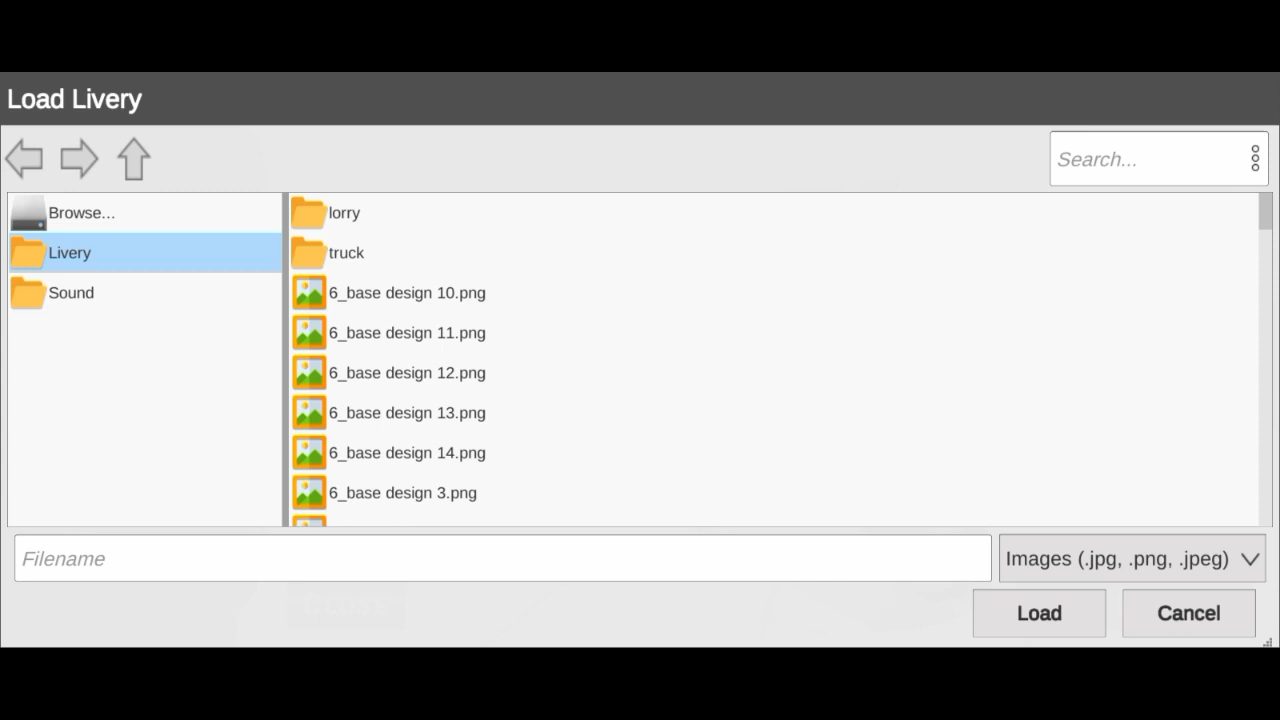 Load Livery
Search...
Browse...
Livery
Sound
lorry
truck
6_base design 10.png
6_base design 11.png
6_base design 12.png
6_base design 13.png
6_base design 14.png
6_base design 3.png
Filename
Images (.jpg, .png, .jpeg)
Load
Cancel